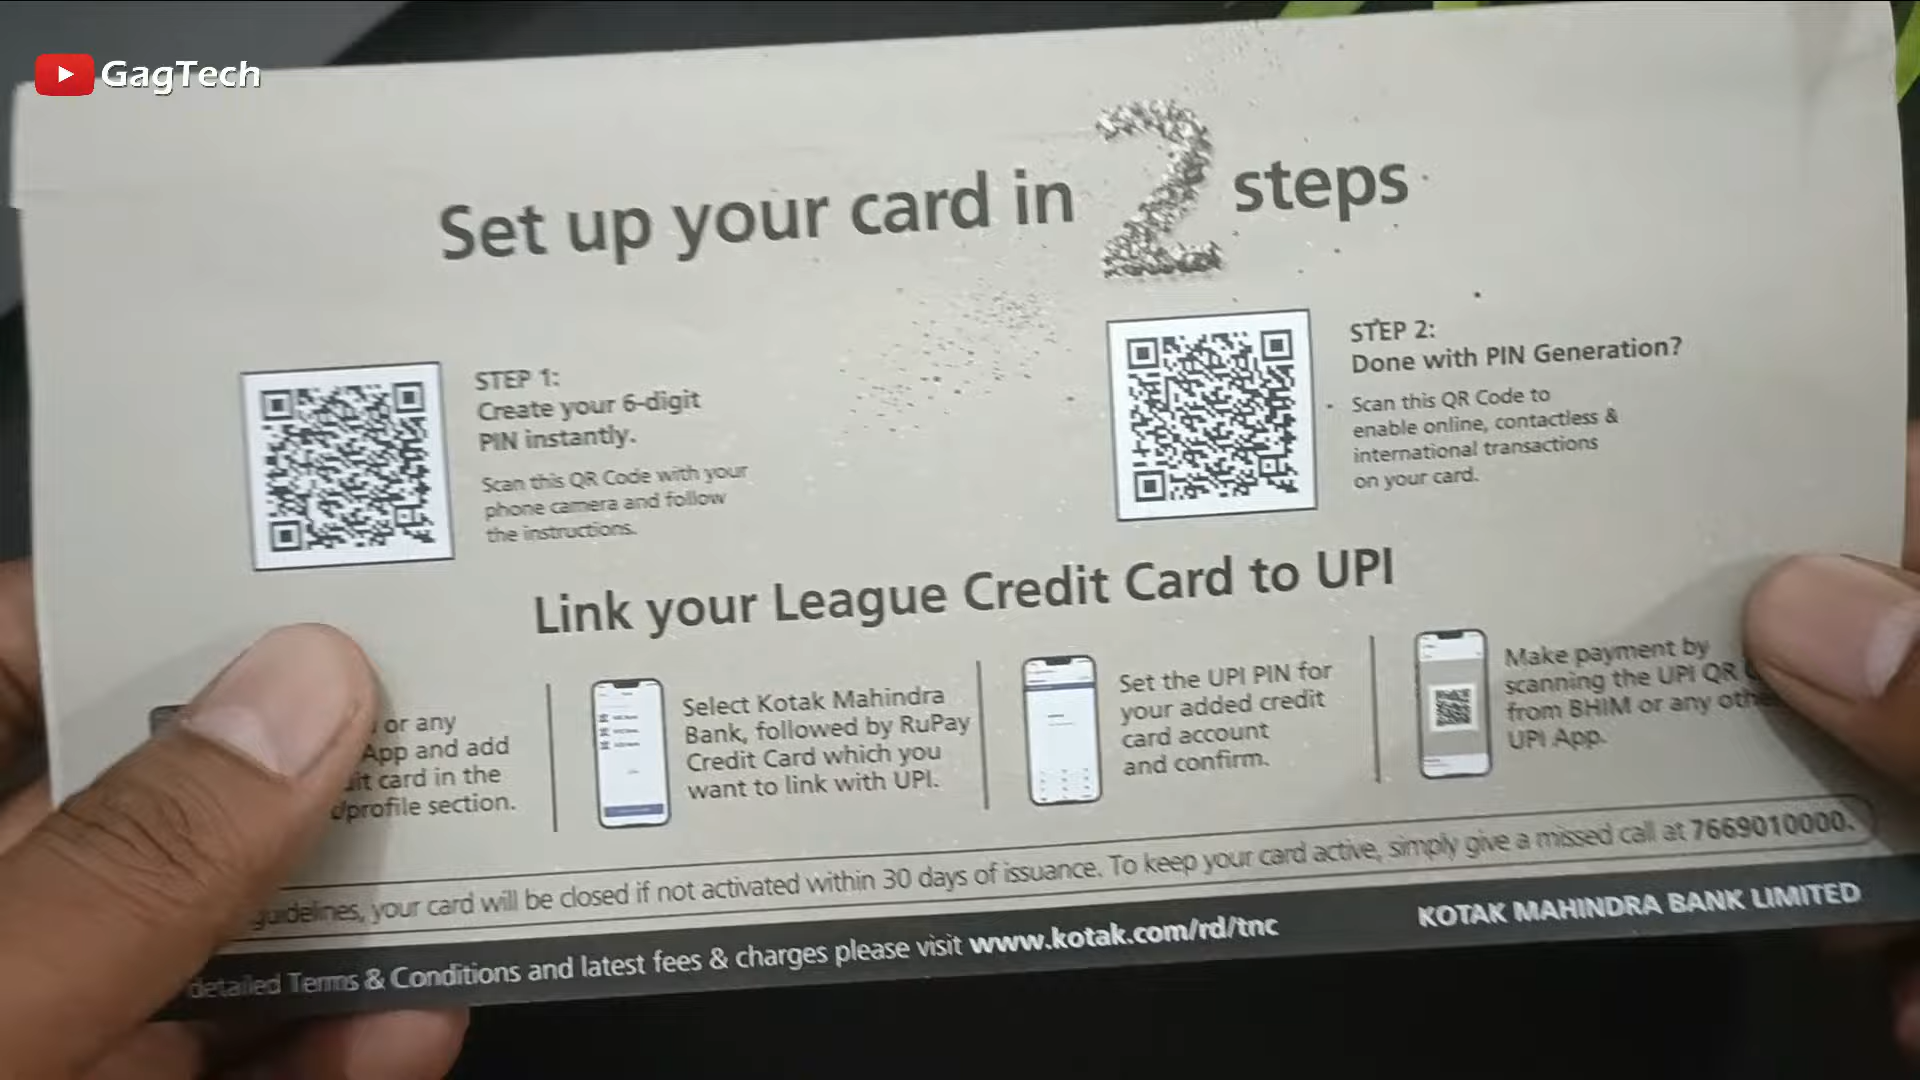 GagTech
Set up your card in 2 steps
STEP 1:
Create your 6-digit
PIN instantly.
Scan this QR Code with your
phone camera and follow
the instructions.
STEP 2:
Done with PIN Generation?
Scan this QR Code to
enable online, contactless &
international transactions
on your card.
Link your League Credit Card to UPI
or any
App and add
card in the
profile section.
Select Kotak Mahindra
Bank, followed by RuPay
Credit Card which you
want to link with UPI.
Set the UPI PIN for
your added credit
card account
and confirm.
Make payment by
scanning the UPI QR
from BHIM or any
UPI App.
guidelines, your card will be closed if not activated within 30 days of issuance. To keep your card active, simply give a missed call at 7669010000.
detailed Terms & Conditions and latest fees & charges please visit www.kotak.com/rd/tnc
KOTAK MAHINDRA BANK LIMITED